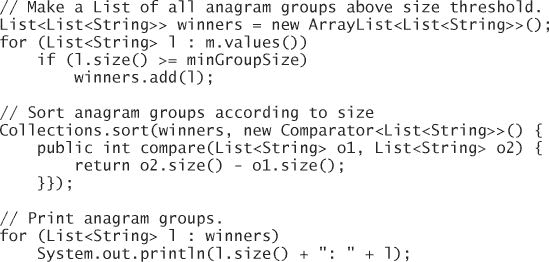 // Make a List of all anagram groups above size threshold.
List<List<String>> winners = new ArrayList<List<String>>();
for (List<String> l : m.values())
    if (l.size() >= minGroupSize)
        winners.add(l);

// Sort anagram groups according to size
Collections.sort(winners, new Comparator<List<String>>() {
    public int compare(List<String> o1, List<String> o2) {
        return o2.size() - o1.size();
    }});

// Print anagram groups.
for (List<String> l : winners)
    System.out.println(l.size() + ": " + l);